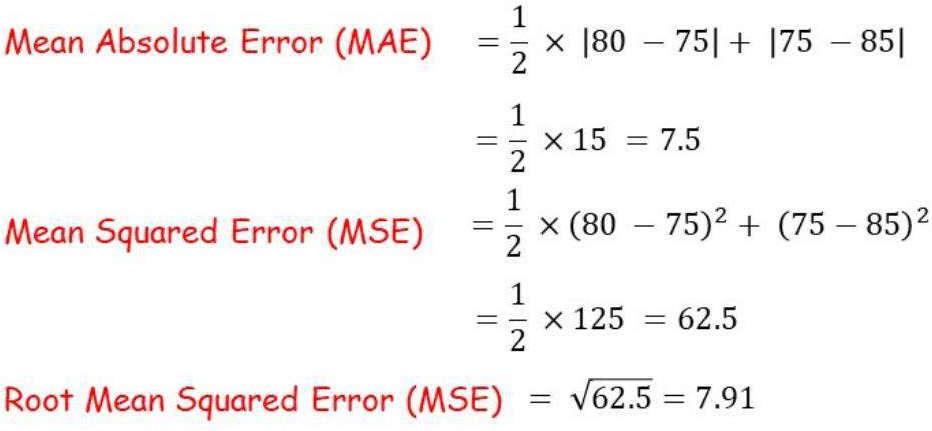 Mean Absolute Error (MAE) = 1/2 × |80 − 75| + |75 − 85|
= 1/2 × 15 = 7.5
Mean Squared Error (MSE) = 1/2 × (80 − 75)² + (75 − 85)²
= 1/2 × 125 = 62.5
Root Mean Squared Error (MSE) = √62.5 = 7.91